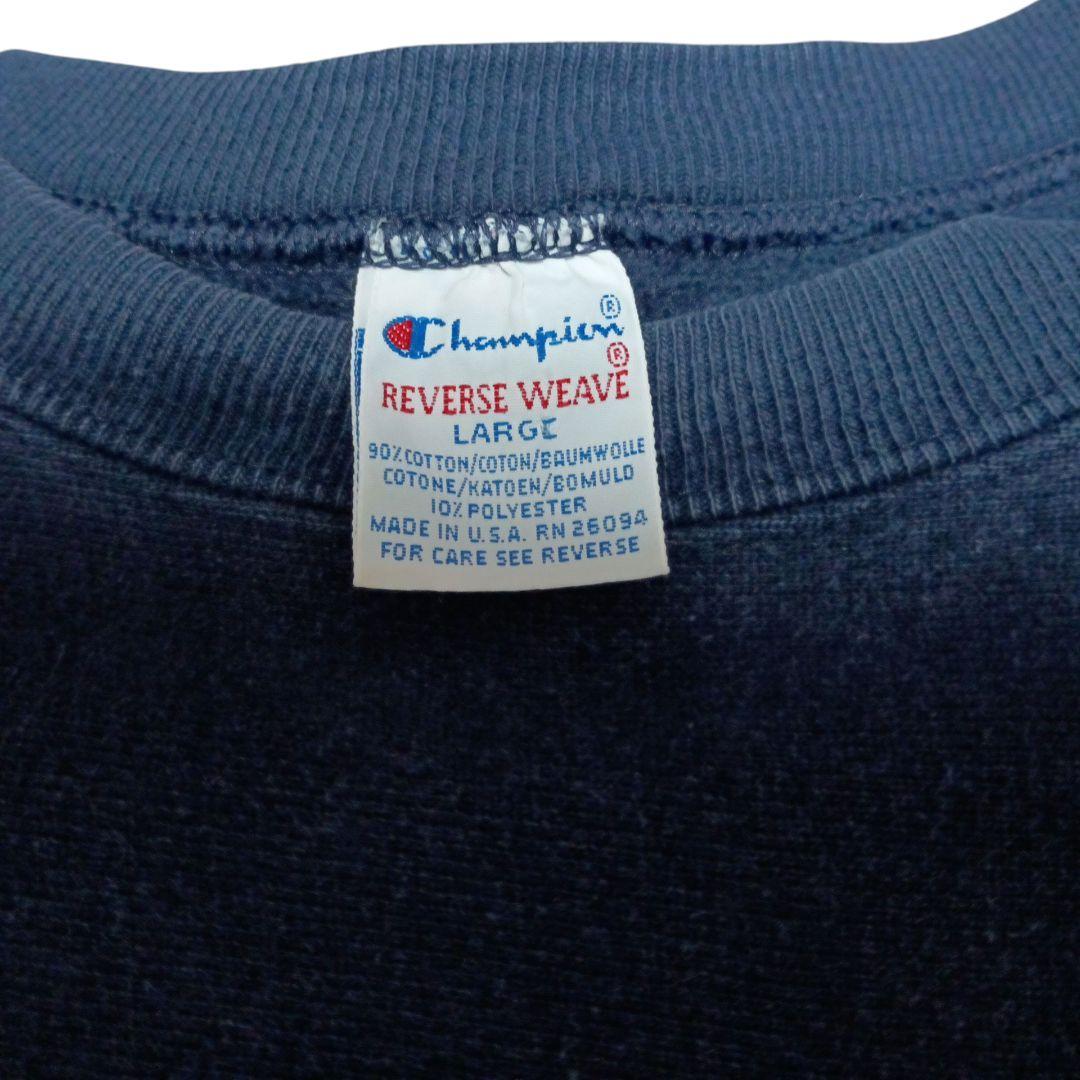 Champion®
REVERSE WEAVE®
LARGE
90% COTTON/COTON/BAUMWOLLE
COTONE/KATOEN/BOMULD
10% POLYESTER
MADE IN U.S.A. RN 26094
FOR CARE SEE REVERSE